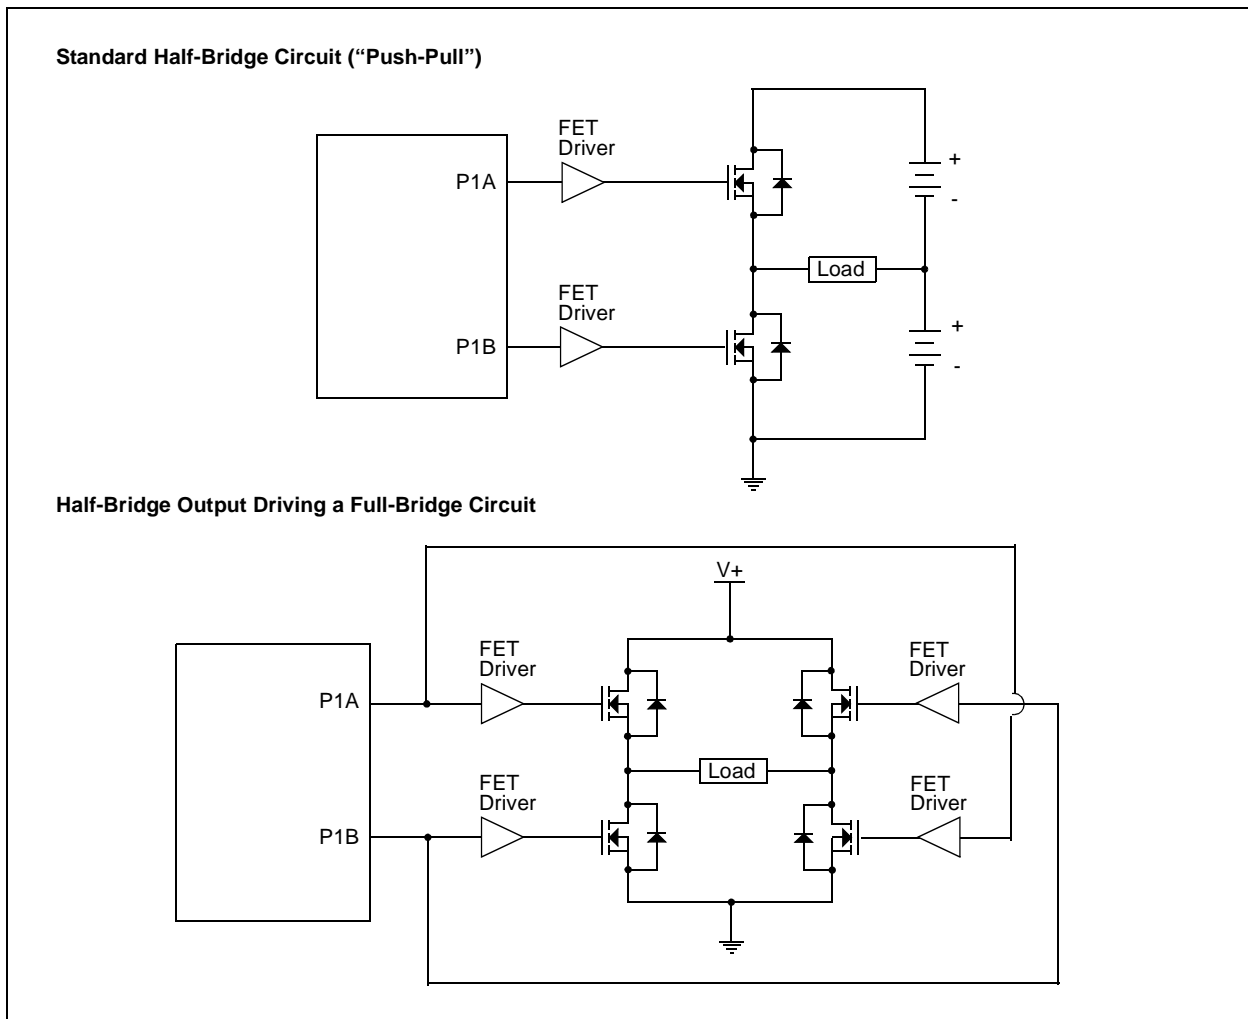 Standard Half-Bridge Circuit (“Push-Pull”)
FET
Driver
P1A
+
-
Load
FET
Driver
P1B
+
-
Half-Bridge Output Driving a Full-Bridge Circuit
V+
FET
Driver
FET
Driver
P1A
Load
FET
Driver
FET
Driver
P1B